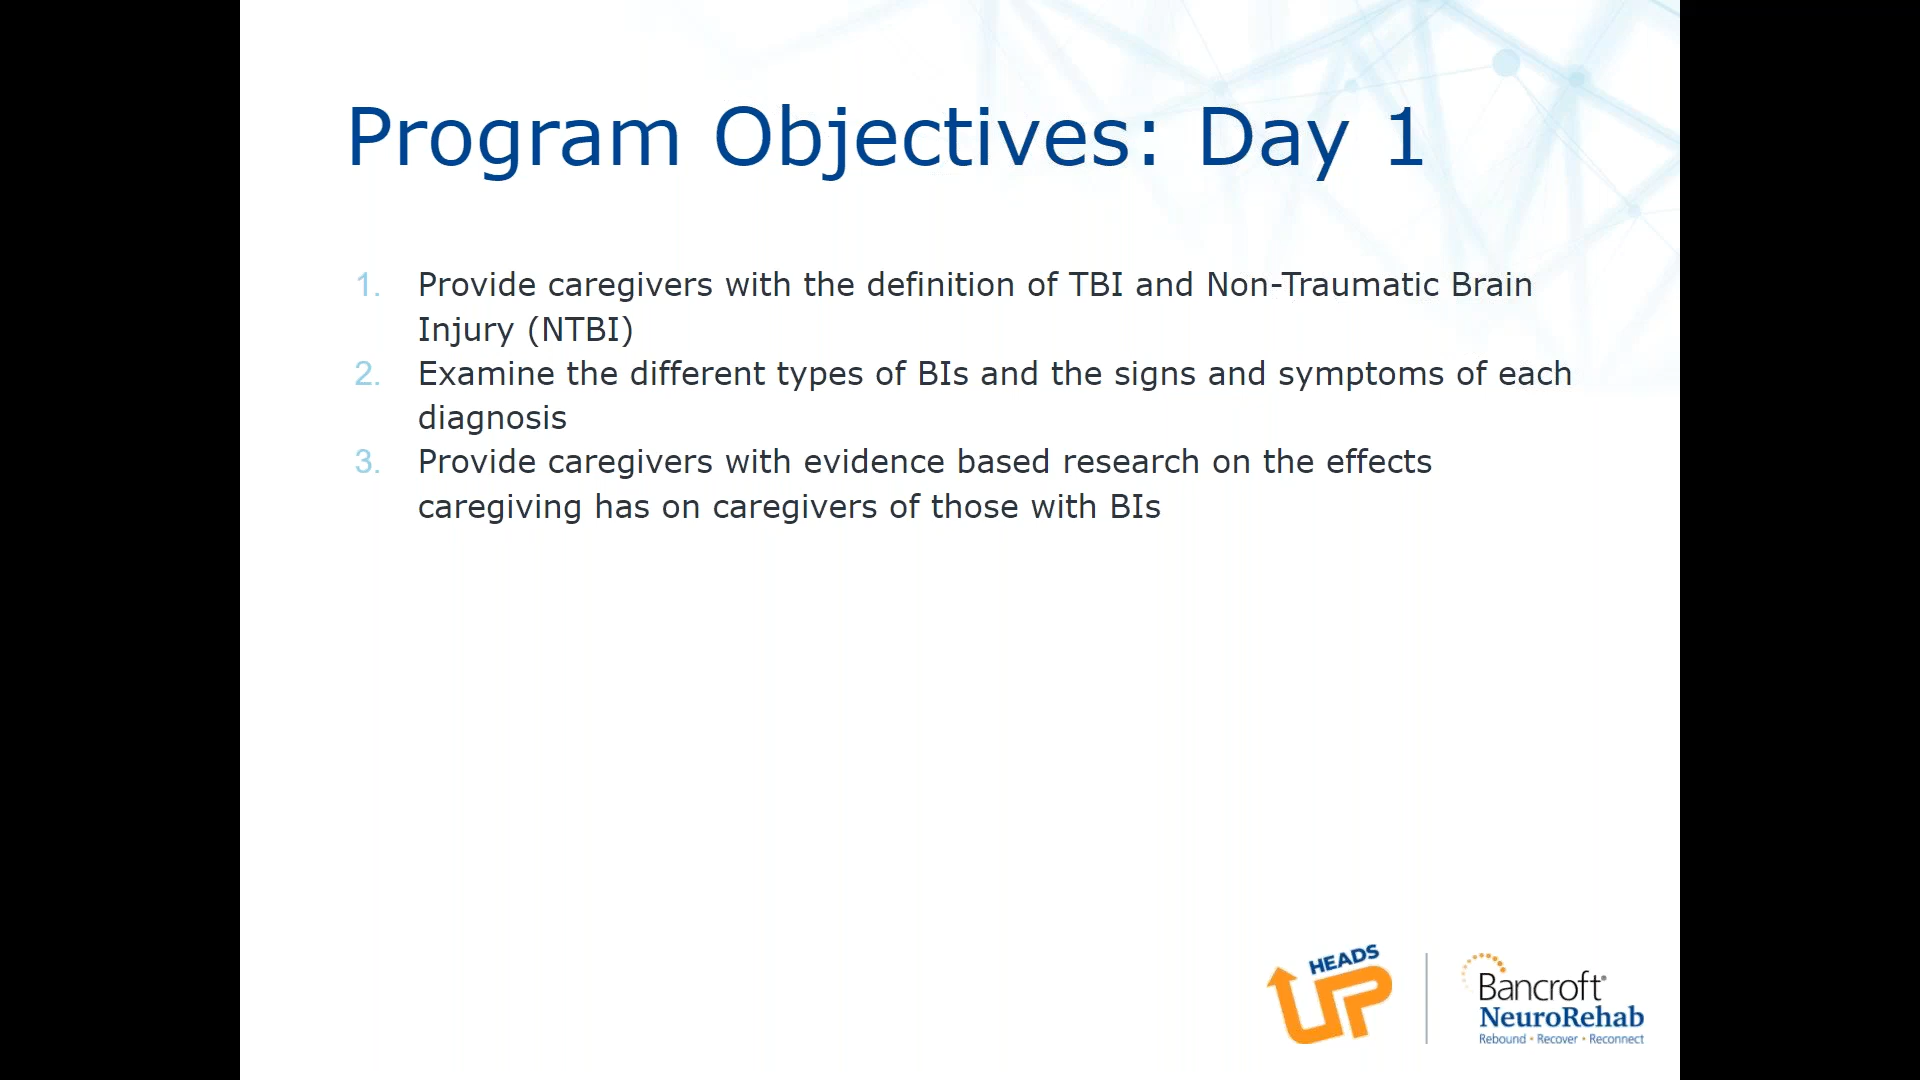 Program Objectives: Day 1
1. Provide caregivers with the definition of TBI and Non-Traumatic Brain
Injury (NTBI)
2. Examine the different types of BIs and the signs and symptoms of each
diagnosis
3. Provide caregivers with evidence based research on the effects
caregiving has on caregivers of those with BIs
HEADS
UP
Bancroft®
NeuroRehab
Rebound • Recover • Reconnect